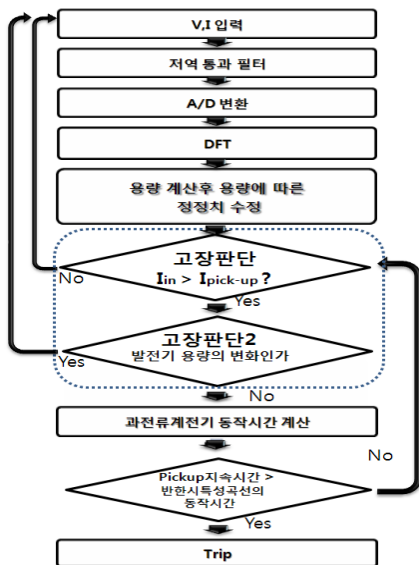 V,I 입력
저역 통과 필터
A/D 변환
DFT
용량 계산후 용량에 따른
정정치 수정
고장판단
Iin > Ipick-up ?
No
Yes
고장판단2
발전기 용량의 변화인가
Yes
No
과전류계전기 동작시간 계산
No
Pickup지속시간 >
반한시특성곡선의
동작시간
Yes
Trip